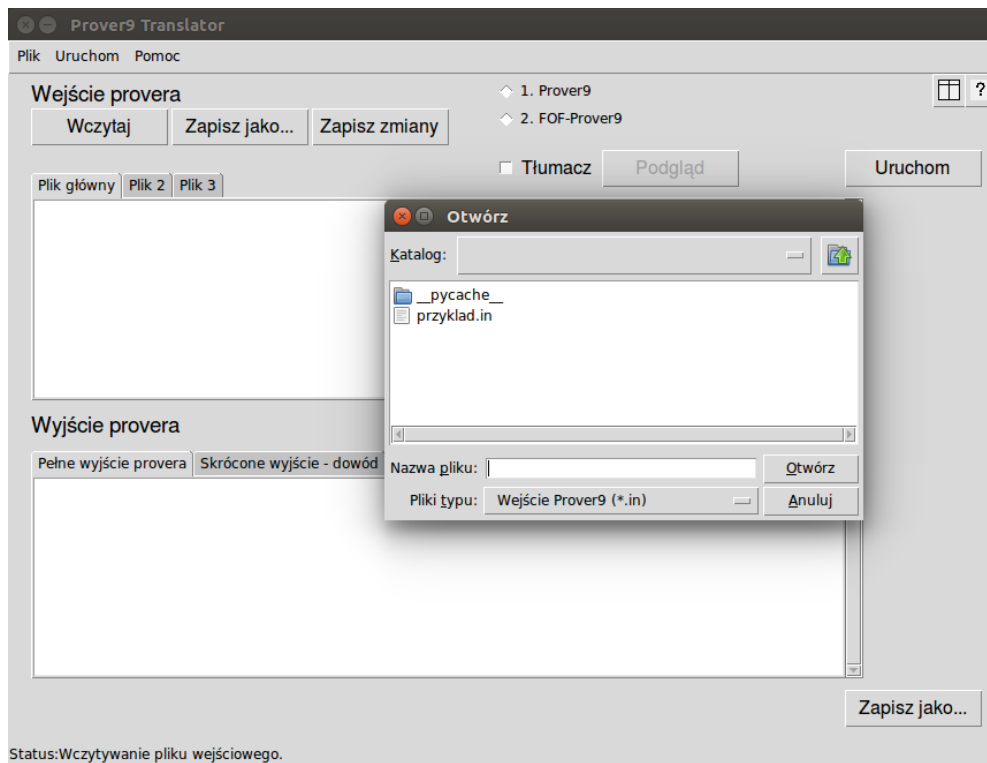 Prover9 Translator
Plik Uruchom Pomoc
Wejście provera
1. Prover9
?
Wczytaj Zapisz jako... Zapisz zmiany
2. FOF-Prover9
Tłumacz Podgląd Uruchom
Plik główny Plik 2 Plik 3
Otwórz
Katalog:
__pycache__
przyklad.in
Wyjście provera
Pełne wyjście provera Skrócone wyjście - dowód
Nazwa pliku: Otwórz
Pliki typu: Wejście Prover9 (*.in) Anuluj
Zapisz jako...
Status:Wczytywanie pliku wejściowego.